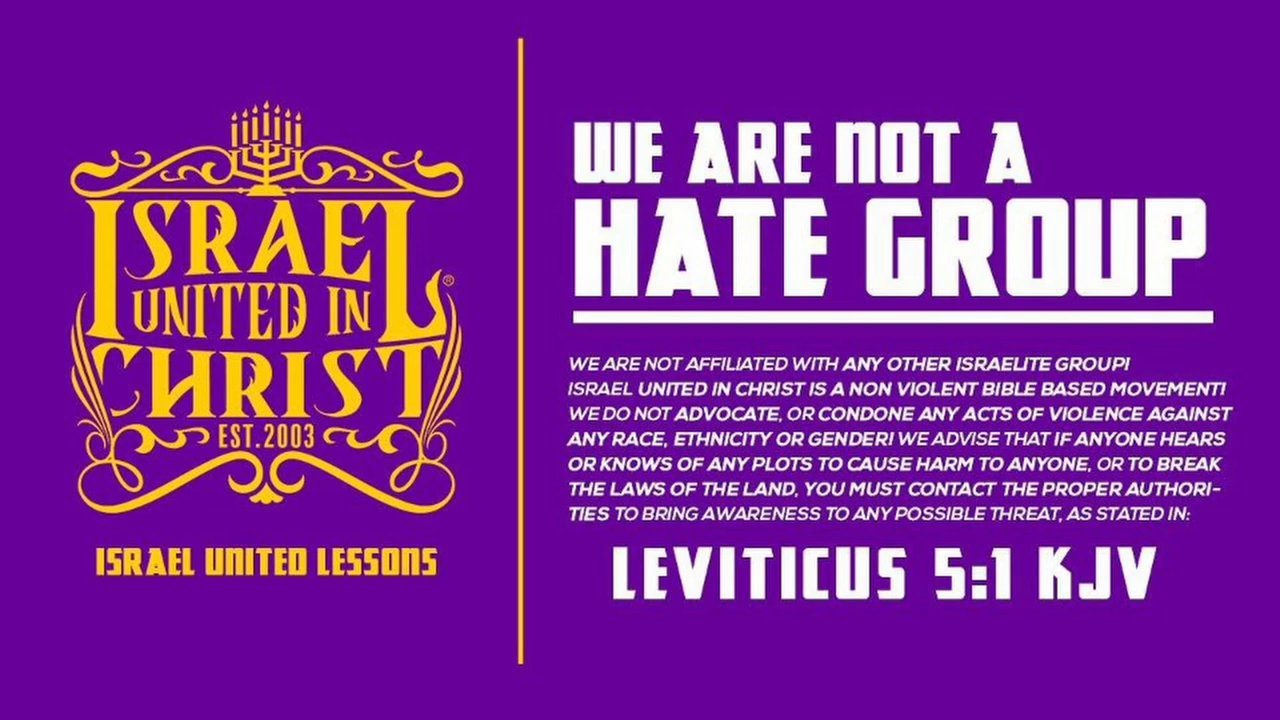 ISRAEL
UNITED IN
CHRIST
EST.2003
ISRAEL UNITED LESSONS
WE ARE NOT A
HATE GROUP
WE ARE NOT AFFILIATED WITH ANY OTHER ISRAELITE GROUP!
ISRAEL UNITED IN CHRIST IS A NON VIOLENT BIBLE BASED MOVEMENT!
WE DO NOT ADVOCATE, OR CONDONE ANY ACTS OF VIOLENCE AGAINST
ANY RACE, ETHNICITY OR GENDER! WE ADVISE THAT IF ANYONE HEARS
OR KNOWS OF ANY PLOTS TO CAUSE HARM TO ANYONE, OR TO BREAK
THE LAWS OF THE LAND, YOU MUST CONTACT THE PROPER AUTHORI-
TIES TO BRING AWARENESS TO ANY POSSIBLE THREAT, AS STATED IN:
LEVITICUS 5:1 KJV